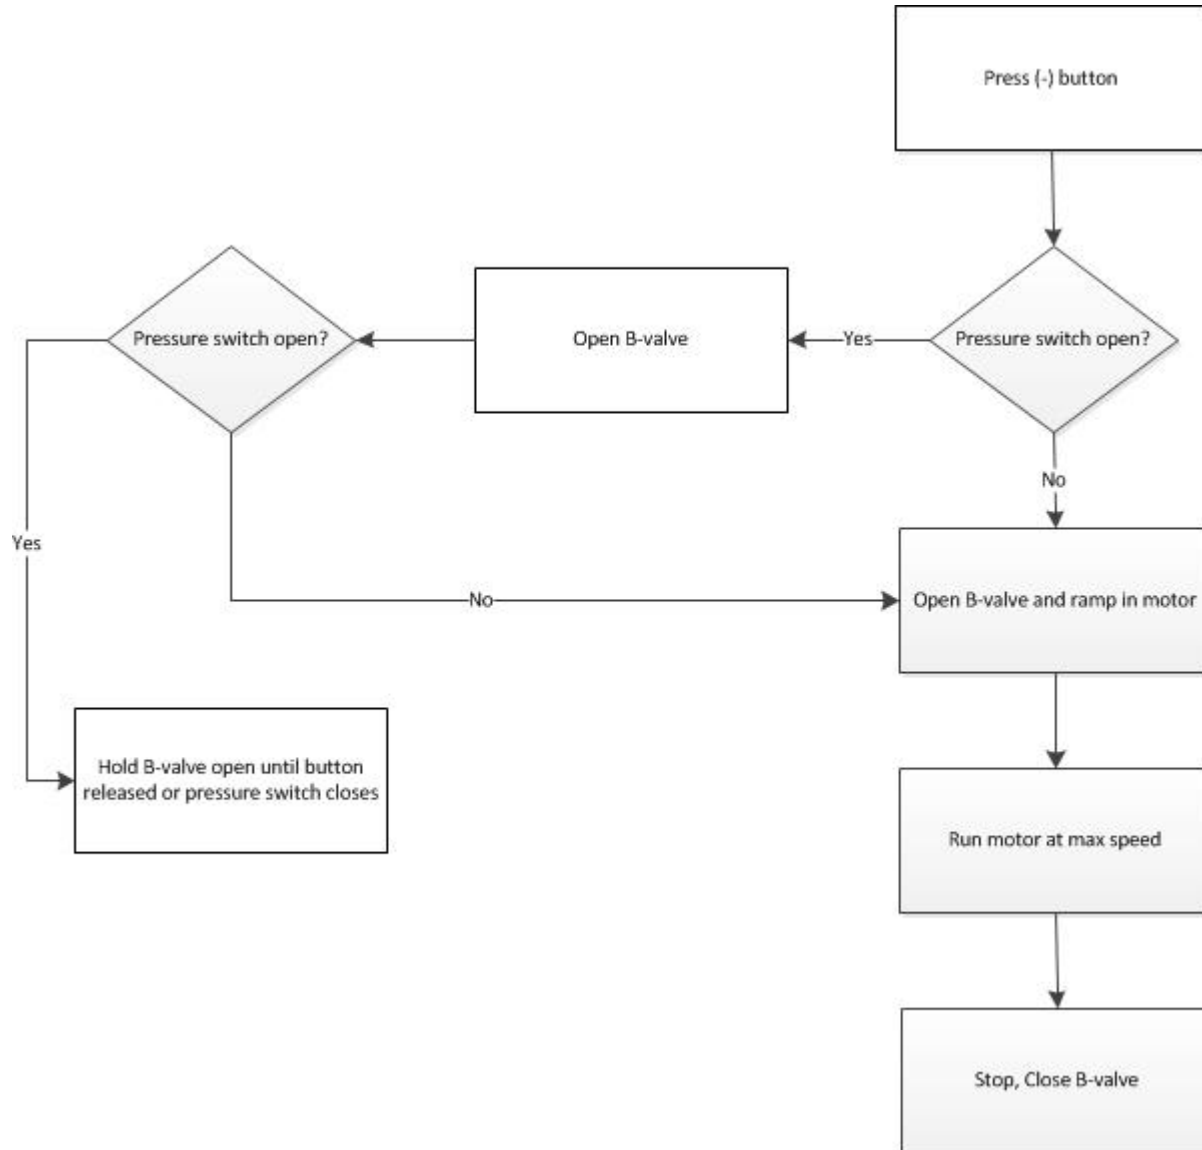 Press (-) button
Pressure switch open?
Yes
Open B-valve
Pressure switch open?
No
Yes
No
Open B-valve and ramp in motor
Hold B-valve open until button
released or pressure switch closes
Run motor at max speed
Stop, Close B-valve